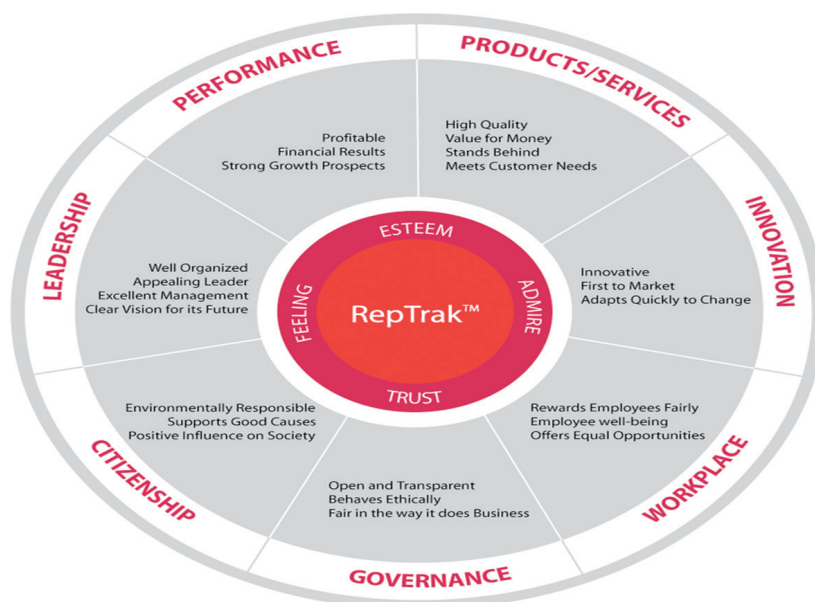 PERFORMANCE
Profitable
Financial Results
Strong Growth Prospects
PRODUCTS/SERVICES
High Quality
Value for Money
Stands Behind
Meets Customer Needs
INNOVATION
Innovative
First to Market
Adapts Quickly to Change
WORKPLACE
Rewards Employees Fairly
Employee well-being
Offers Equal Opportunities
GOVERNANCE
Open and Transparent
Behaves Ethically
Fair in the way it does Business
CITIZENSHIP
Environmentally Responsible
Supports Good Causes
Positive Influence on Society
LEADERSHIP
Well Organized
Appealing Leader
Excellent Management
Clear Vision for its Future
ESTEEM
ADMIRE
TRUST
FEELING
RepTrak™